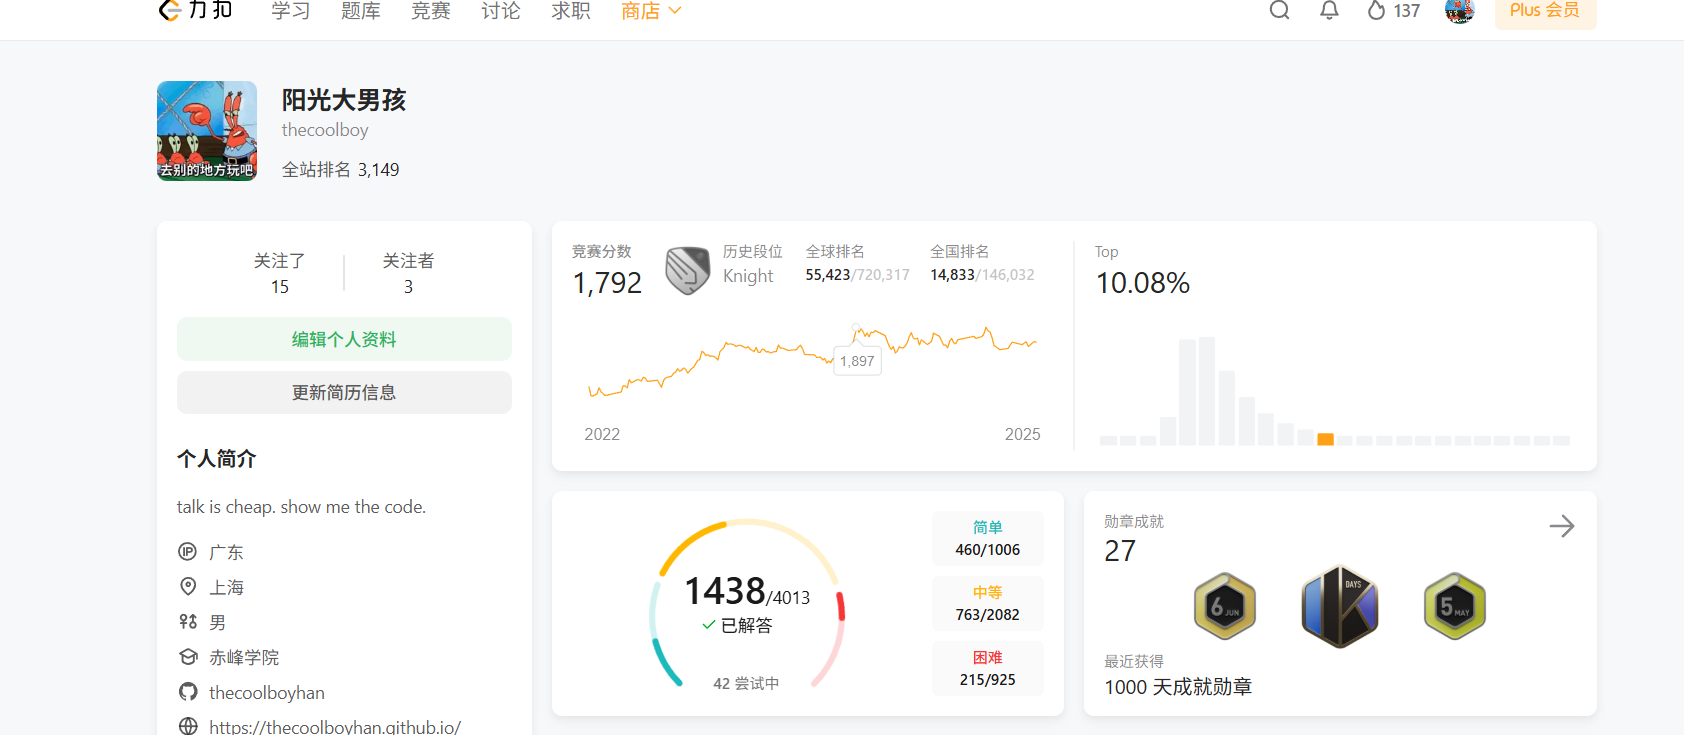 力扣 学习 题库 竞赛 讨论 求职 商店 137 Plus 会员
去别的地方玩吧
阳光大男孩
thecoolboy
全站排名 3,149
关注了 关注者
15 3
编辑个人资料
更新简历信息
个人简介
talk is cheap. show me the code.
广东
上海
男
赤峰学院
thecoolboyhan
https://thecoolboyhan.github.io/
竞赛分数 历史段位 全球排名 全国排名
1,792 Knight 55,423/720,317 14,833/146,032
1,897
2022 2025
Top
10.08%
1438/4013
已解答
42 尝试中
简单
460/1006
中等
763/2082
困难
215/925
勋章成就
27
6 JUN
DAYS
1K
5 MAY
最近获得
1000 天成就勋章